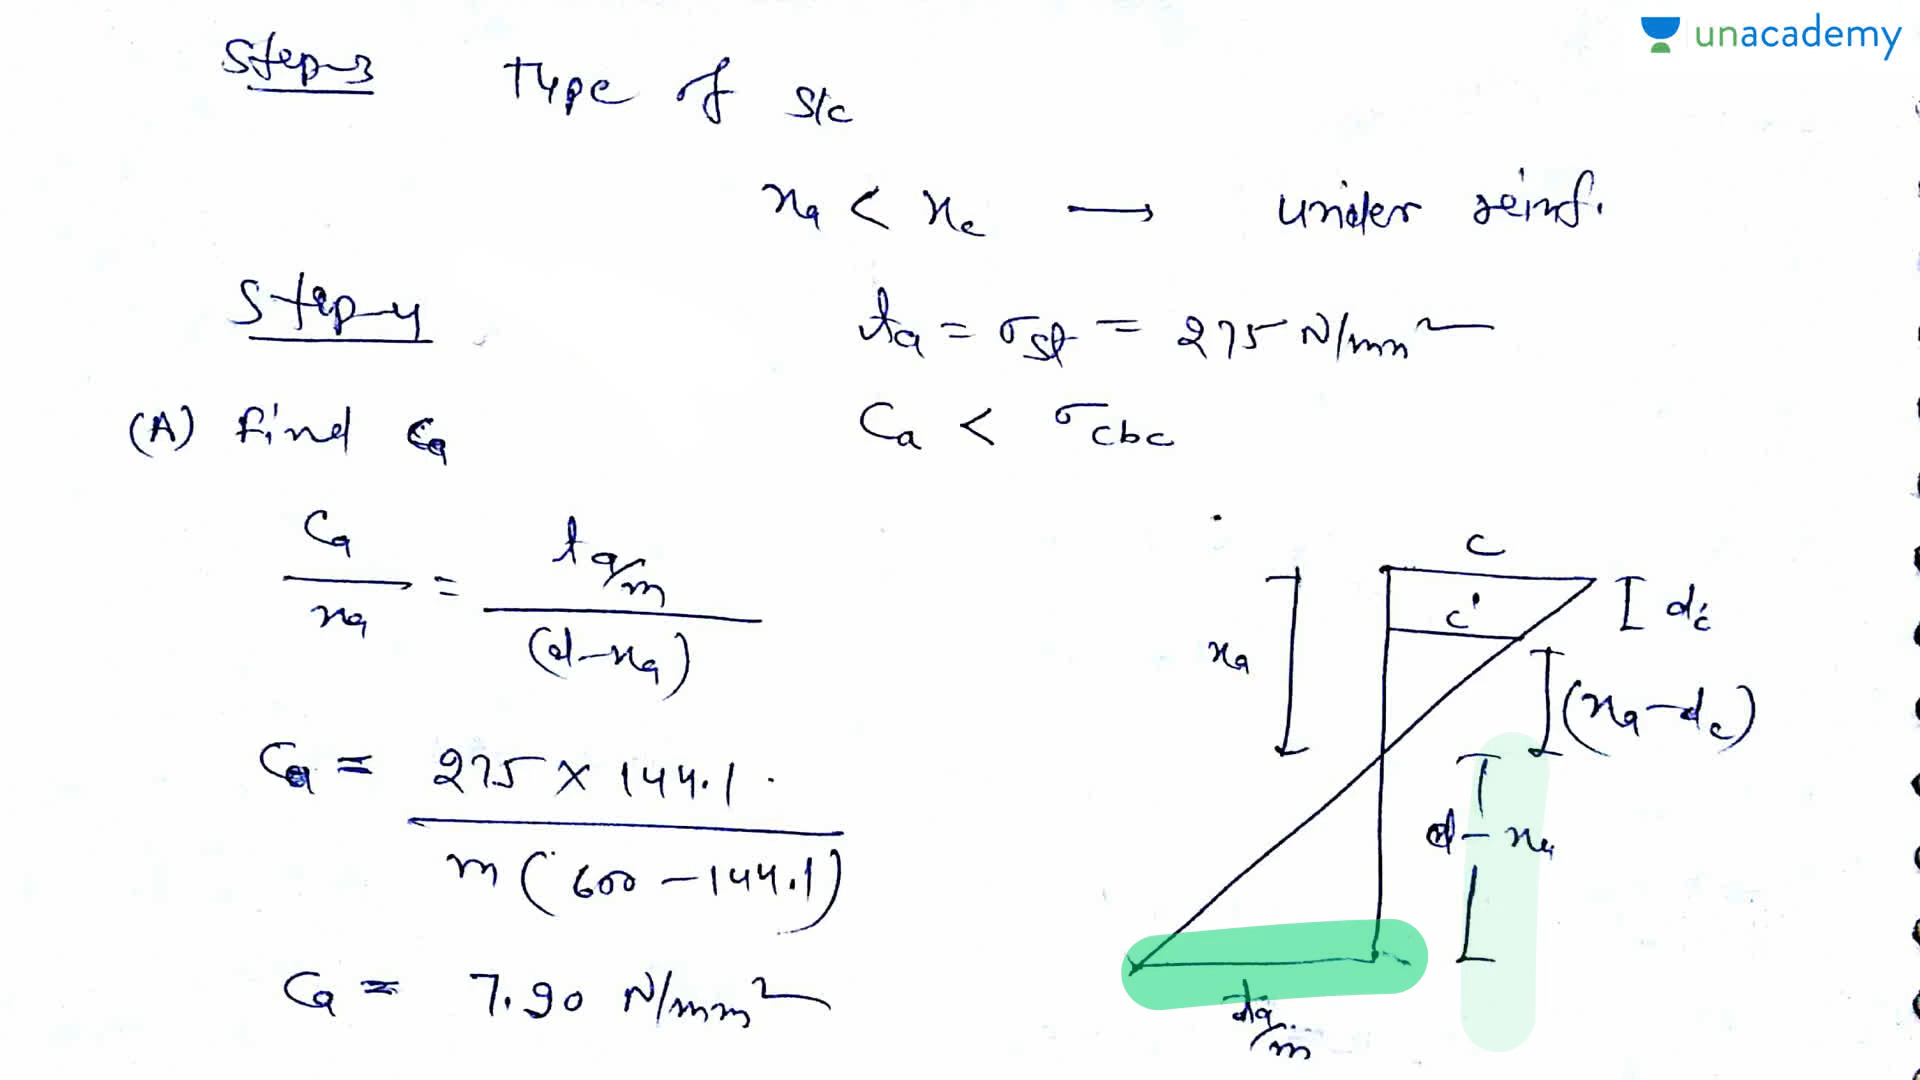 unacademy
Step-3 Type of S/c
xa < xc → under reinf.
Step-4
ta = σst = 275 N/mm²
(A) Find Ca
Ca < σcbc
Ca/xa = (ta/m)/(d-xa)
Ca = 275 × 144.1 / m(600 - 144.1)
Ca = 7.90 N/mm²
c
c'
dc'
xa
(xa-dc)
d-xa
ta/m